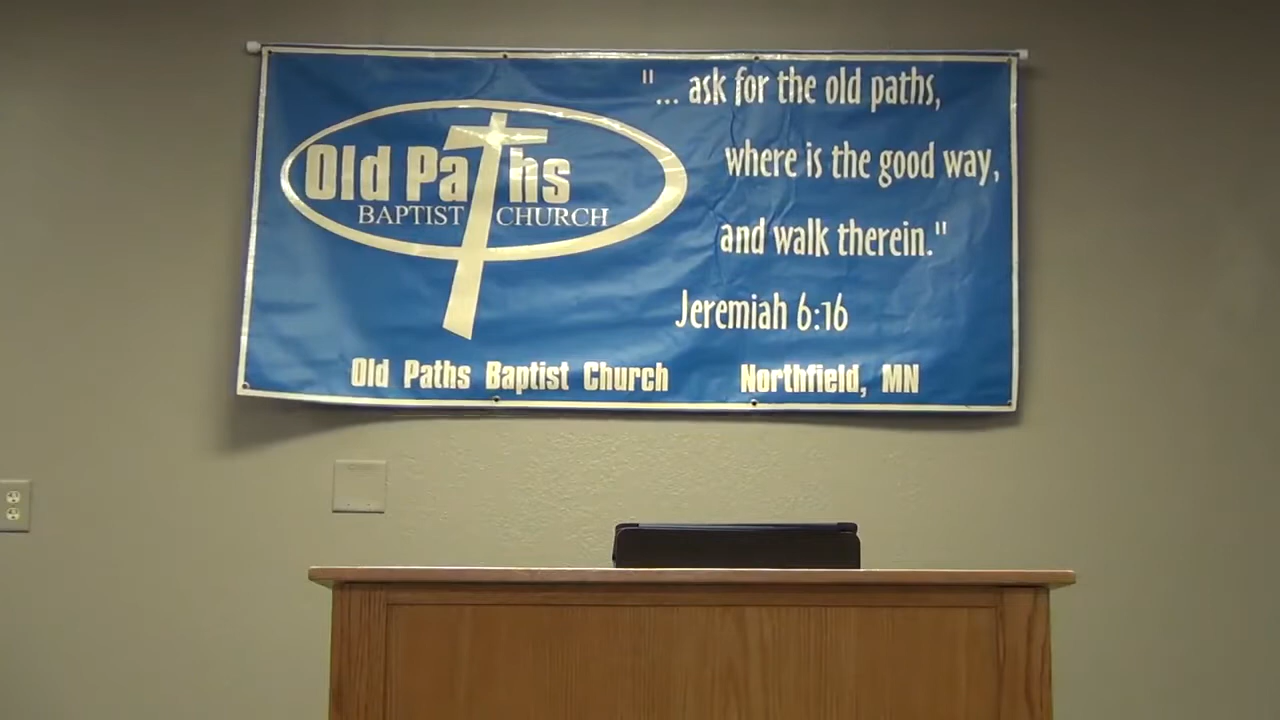 Old Paths
BAPTIST CHURCH
"... ask for the old paths,
where is the good way,
and walk therein."
Jeremiah 6:16
Old Paths Baptist Church Northfield, MN